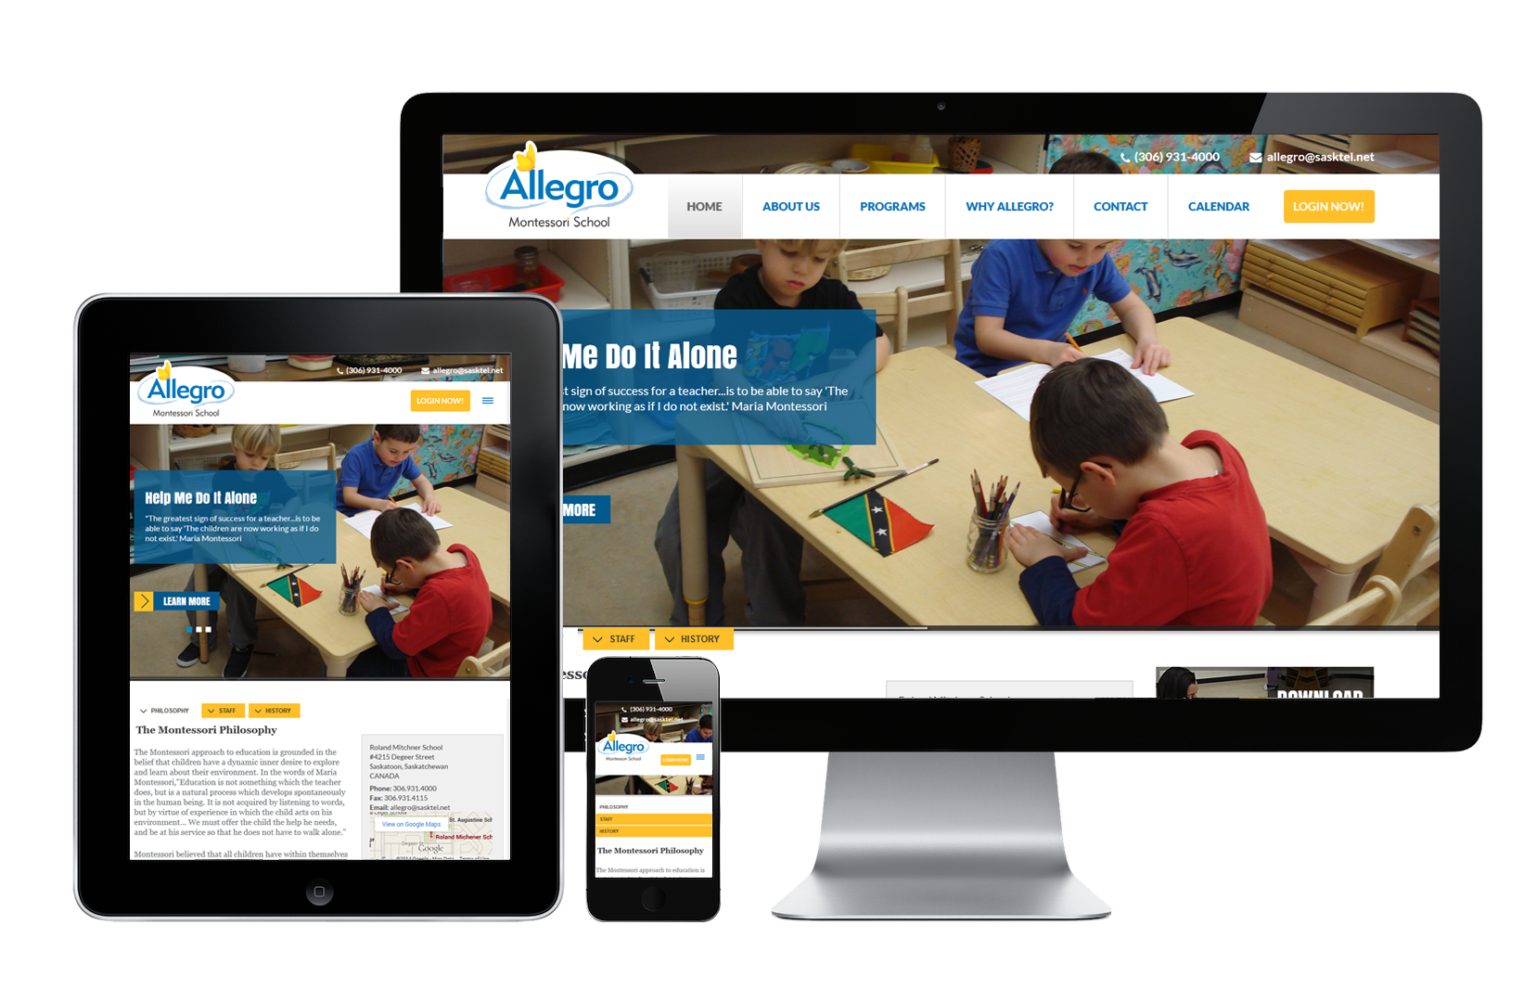 (306) 931-4000 allegro@sasktel.net
Allegro
Montessori School
HOME ABOUT US PROGRAMS WHY ALLEGRO? CONTACT CALENDAR LOGIN NOW!
Me Do It Alone
st sign of success for a teacher...is to be able to say 'The
now working as if I do not exist.' Maria Montessori
MORE
STAFF HISTORY
DOWNLOAD
(306) 931-4000 allegro@sasktel.net
Allegro
Montessori School
LOGIN NOW!
Help Me Do It Alone
"The greatest sign of success for a teacher...is to be
able to say 'The children are now working as if I do
not exist.' Maria Montessori
LEARN MORE
PHILOSOPHY STAFF HISTORY
The Montessori Philosophy
The Montessori approach to education is grounded in the
belief that children have a dynamic inner desire to explore
and learn about their environment. In the words of Maria
Montessori,"Education is not something which the teacher
does, but is a natural process which develops spontaneously
in the human being. It is not acquired by listening to words,
but by virtue of experience in which the child acts on his
environment... We must offer the child the help he needs,
and be at his service so that he does not have to walk alone."
Montessori believed that all children have within themselves
Roland Mitchner School
#4215 Degeer Street
Saskatoon, Saskatchewan
CANADA
Phone: 306.931.4000
Fax: 306.931.4115
Email: allegro@sasktel.net
View on Google Maps
St. Augustine Sch
Roland Michener Sch
Google
(306) 931-4000
allegro@sasktel.net
Allegro
Montessori School
LOGIN NOW!
PHILOSOPHY
STAFF
HISTORY
The Montessori Philosophy
The Montessori approach to education is